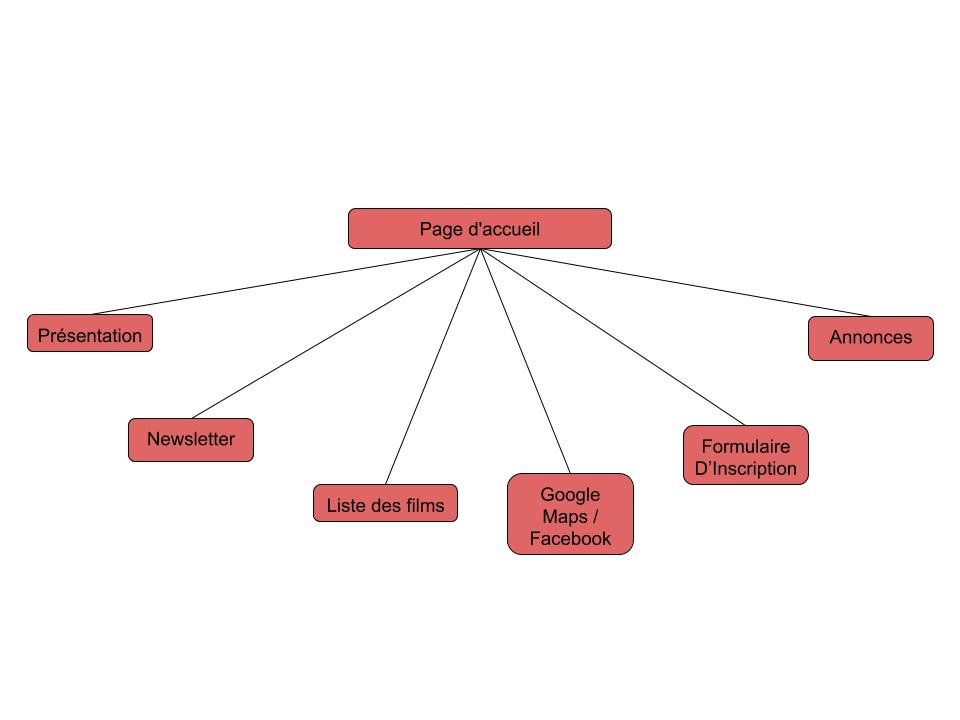 Page d'accueil
Présentation
Annonces
Newsletter
Formulaire
D’Inscription
Liste des films
Google
Maps /
Facebook